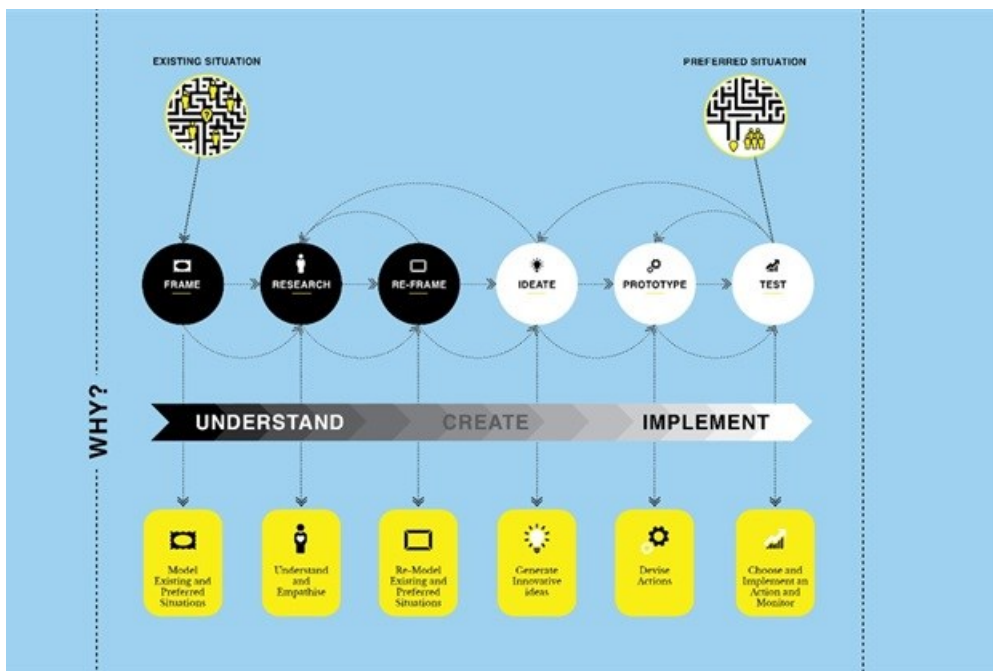 EXISTING SITUATION
PREFERRED SITUATION
FRAME
RESEARCH
RE-FRAME
IDEATE
PROTOTYPE
TEST
WHY?
UNDERSTAND
CREATE
IMPLEMENT
Model
Existing and
Preferred
Situations
Understand
and
Empathise
Re-Model
Existing and
Preferred
Situations
Generate
Innovative
ideas
Devise
Actions
Choose and
Implement an
Action and
Monitor